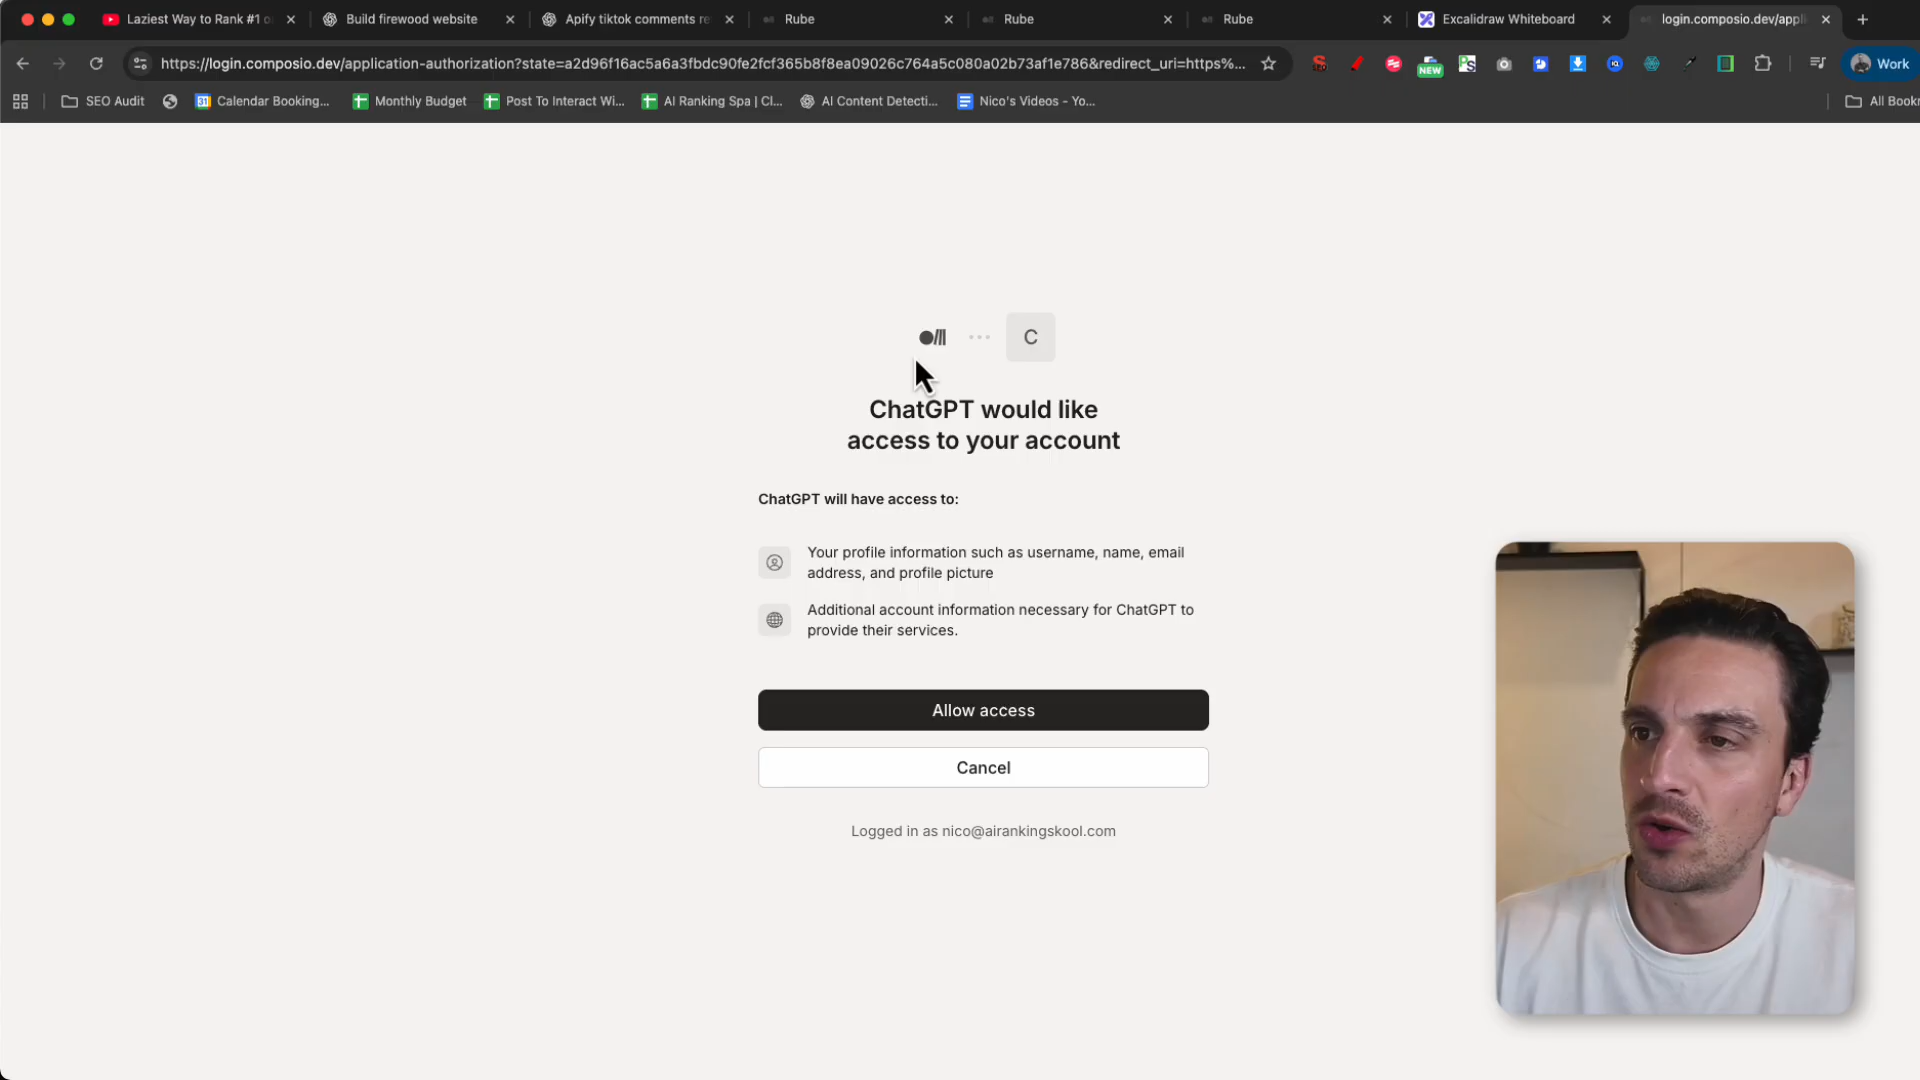 Laziest Way to Rank #1 o
Build firewood website
Apify tiktok comments re
Rube
Rube
Rube
Excalidraw Whiteboard
login.composio.dev/appli
https://login.composio.dev/application-authorization?state=a2d96f16ac5a6a3fbdc90fe2fcf365b8f8ea09026c764a5c080a02b73af1e786&redirect_uri=https%...
NEW
Work
SEO Audit
31
Calendar Booking...
Monthly Budget
Post To Interact Wi...
AI Ranking Spa | Cl...
AI Content Detecti...
Nico's Videos - Yo...
All Book
C
ChatGPT would like
access to your account
ChatGPT will have access to:
Your profile information such as username, name, email
address, and profile picture
Additional account information necessary for ChatGPT to
provide their services.
Allow access
Cancel
Logged in as nico@airankingskool.com